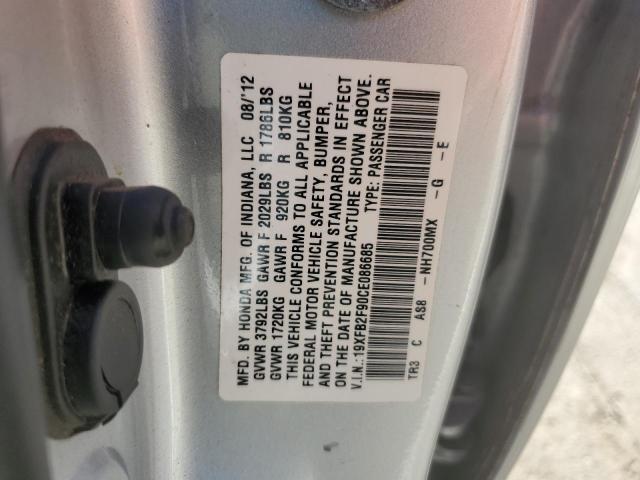 MFD. BY HONDA MFG. OF INDIANA, LLC 08/'12
GVWR 3792LBS GAWR F 2029LBS R 1786LBS
GVWR 1720KG GAWR F 920KG R 810KG
THIS VEHICLE CONFORMS TO ALL APPLICABLE
FEDERAL MOTOR VEHICLE SAFETY, BUMPER,
AND THEFT PREVENTION STANDARDS IN EFFECT
ON THE DATE OF MANUFACTURE SHOWN ABOVE.
V.I.N.:19XFB2F90CE086685 TYPE: PASSENGER CAR
TR3 C AS8 -NH700MX -G -E